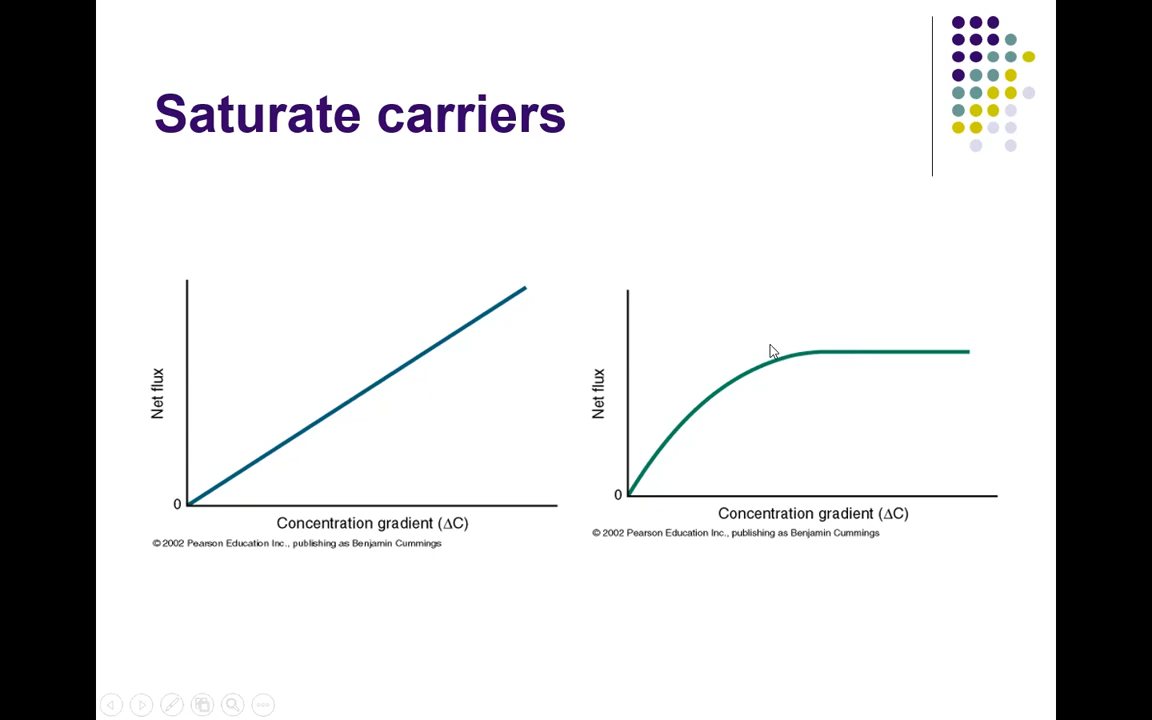 Saturate carriers
Net flux
0
Concentration gradient (ΔC)
© 2002 Pearson Education Inc., publishing as Benjamin Cummings
Net flux
0
Concentration gradient (ΔC)
© 2002 Pearson Education Inc., publishing as Benjamin Cummings